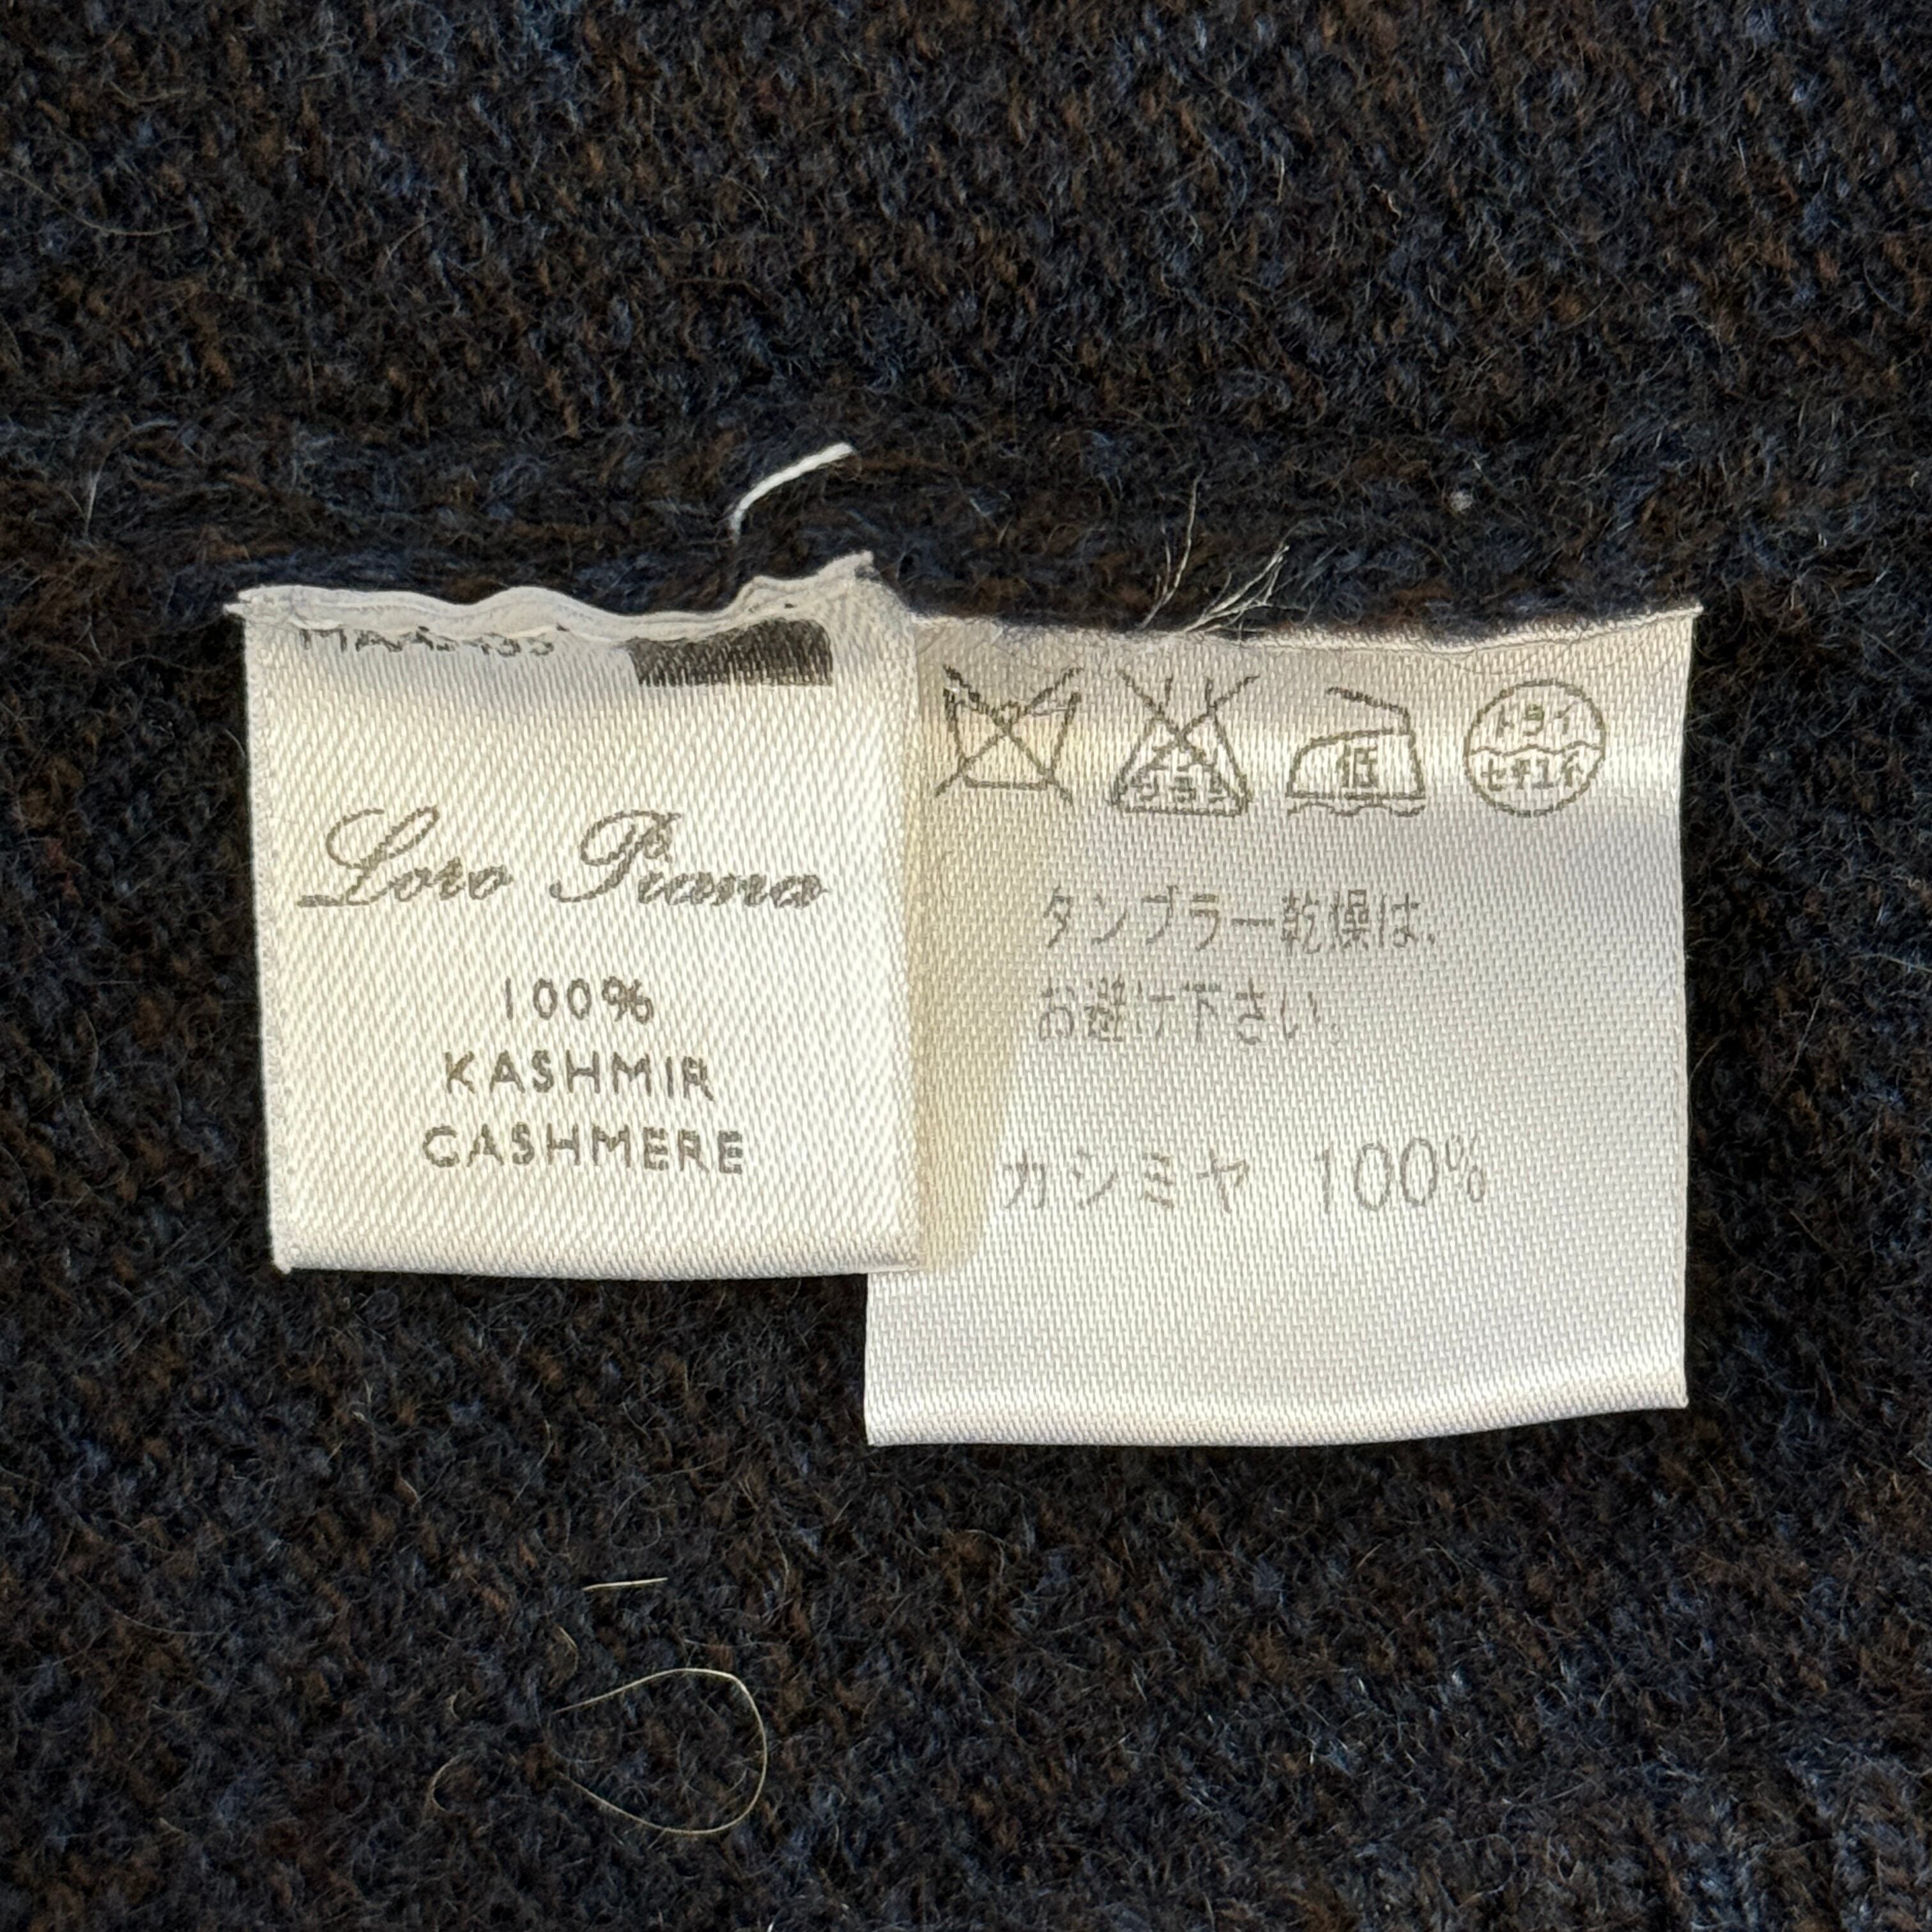 Loro Piana
100%
KASHMIR
CASHMERE
低
ドライ
セキユ系
タンブラー乾燥は、
お避け下さい。
カシミヤ 100%